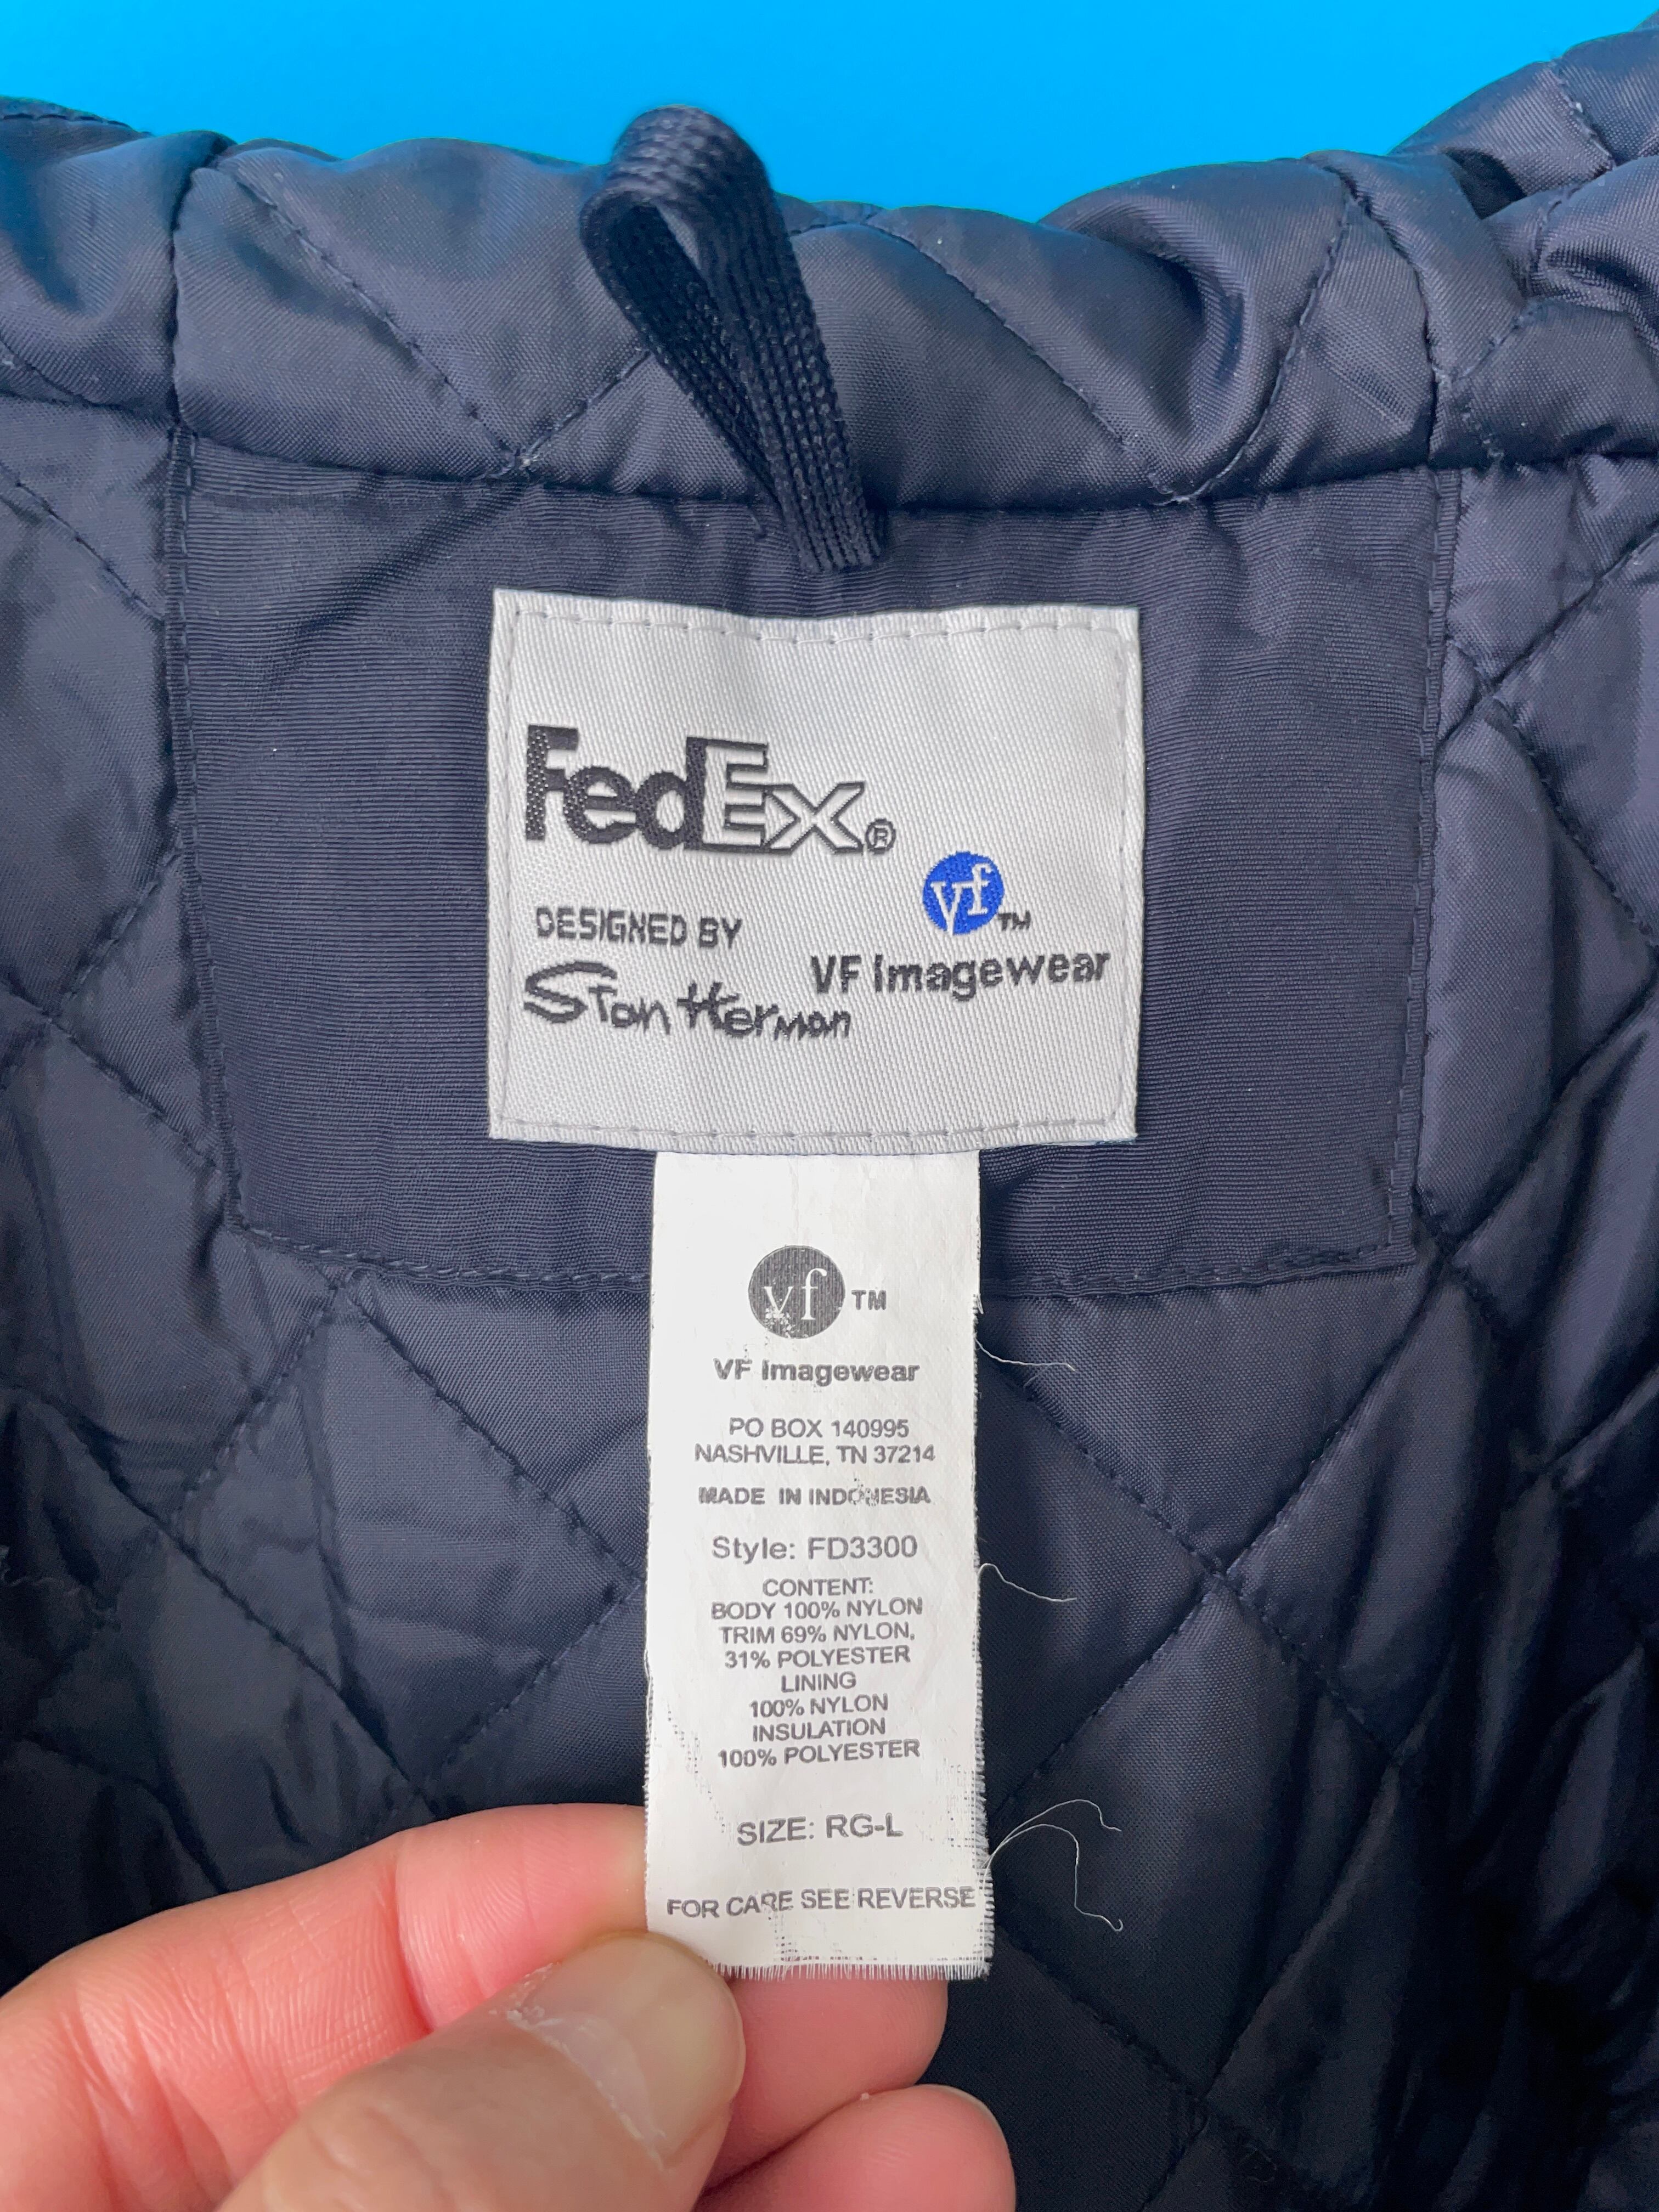 FedEx®
DESIGNED BY
Stan Herman
vf™
VF Imagewear
vf TM
VF Imagewear
PO BOX 140995
NASHVILLE, TN 37214
MADE IN INDONESIA
Style: FD3300
CONTENT:
BODY 100% NYLON
TRIM 69% NYLON,
31% POLYESTER
LINING
100% NYLON
INSULATION
100% POLYESTER
SIZE: RG-L
FOR CARE SEE REVERSE